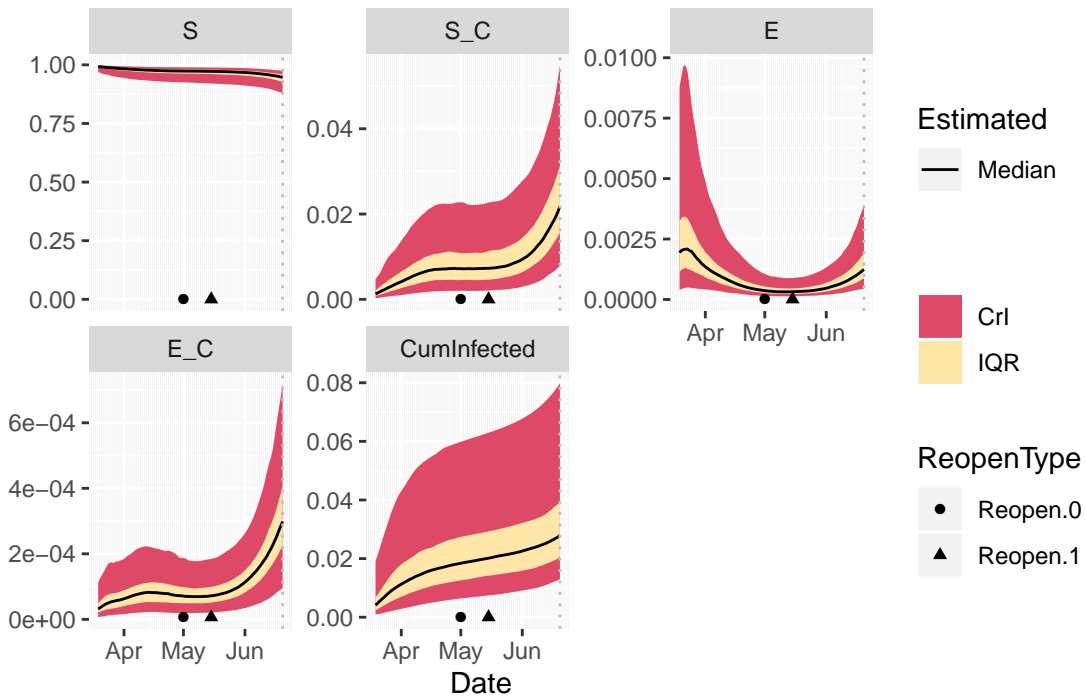 S
S_C
E
1.00
0.75
0.50
0.25
0.00
0.04
0.02
0.00
0.0100
0.0075
0.0050
0.0025
0.0000
Apr May Jun
E_C
CumInfected
6e−04
4e−04
2e−04
0e+00
Apr May Jun
0.08
0.06
0.04
0.02
0.00
Apr May Jun
Date
Estimated
Median
CrI
IQR
ReopenType
Reopen.0
Reopen.1